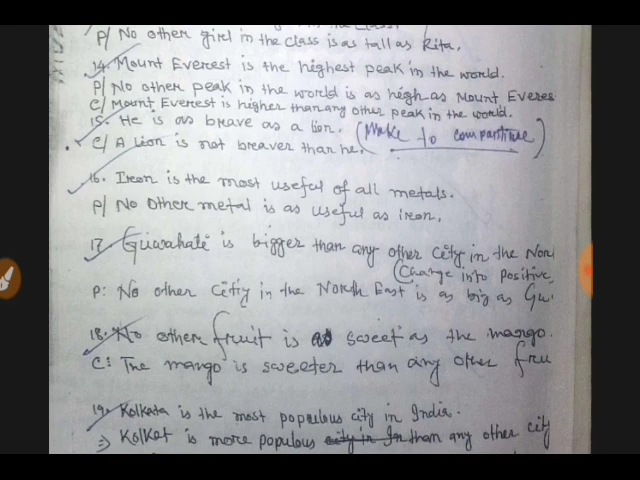 P/ No other girl in the class is as tall as Rita.
14. Mount Everest is the highest peak in the world.
P/ No other peak in the world is as high as Mount Everes
C/ Mount Everest is higher than any other peak in the world.
15. He is as brave as a lion. (Make to comparitive)
C/ A lion is not breaver than he.
16. Iron is the most useful of all metals.
P/ No other metal is as useful as iron.
17. Guwahati is bigger than any other city in the Nor
(Change into Positive
P: No other citiy in the North East is as big as Gu.
18. No other fruit is as sweet as the mango.
C: The mango is sweeter than any other fru
19. Kolkata is the most populous city in India.
⇒ Kolkat is more populous city in In than any other city